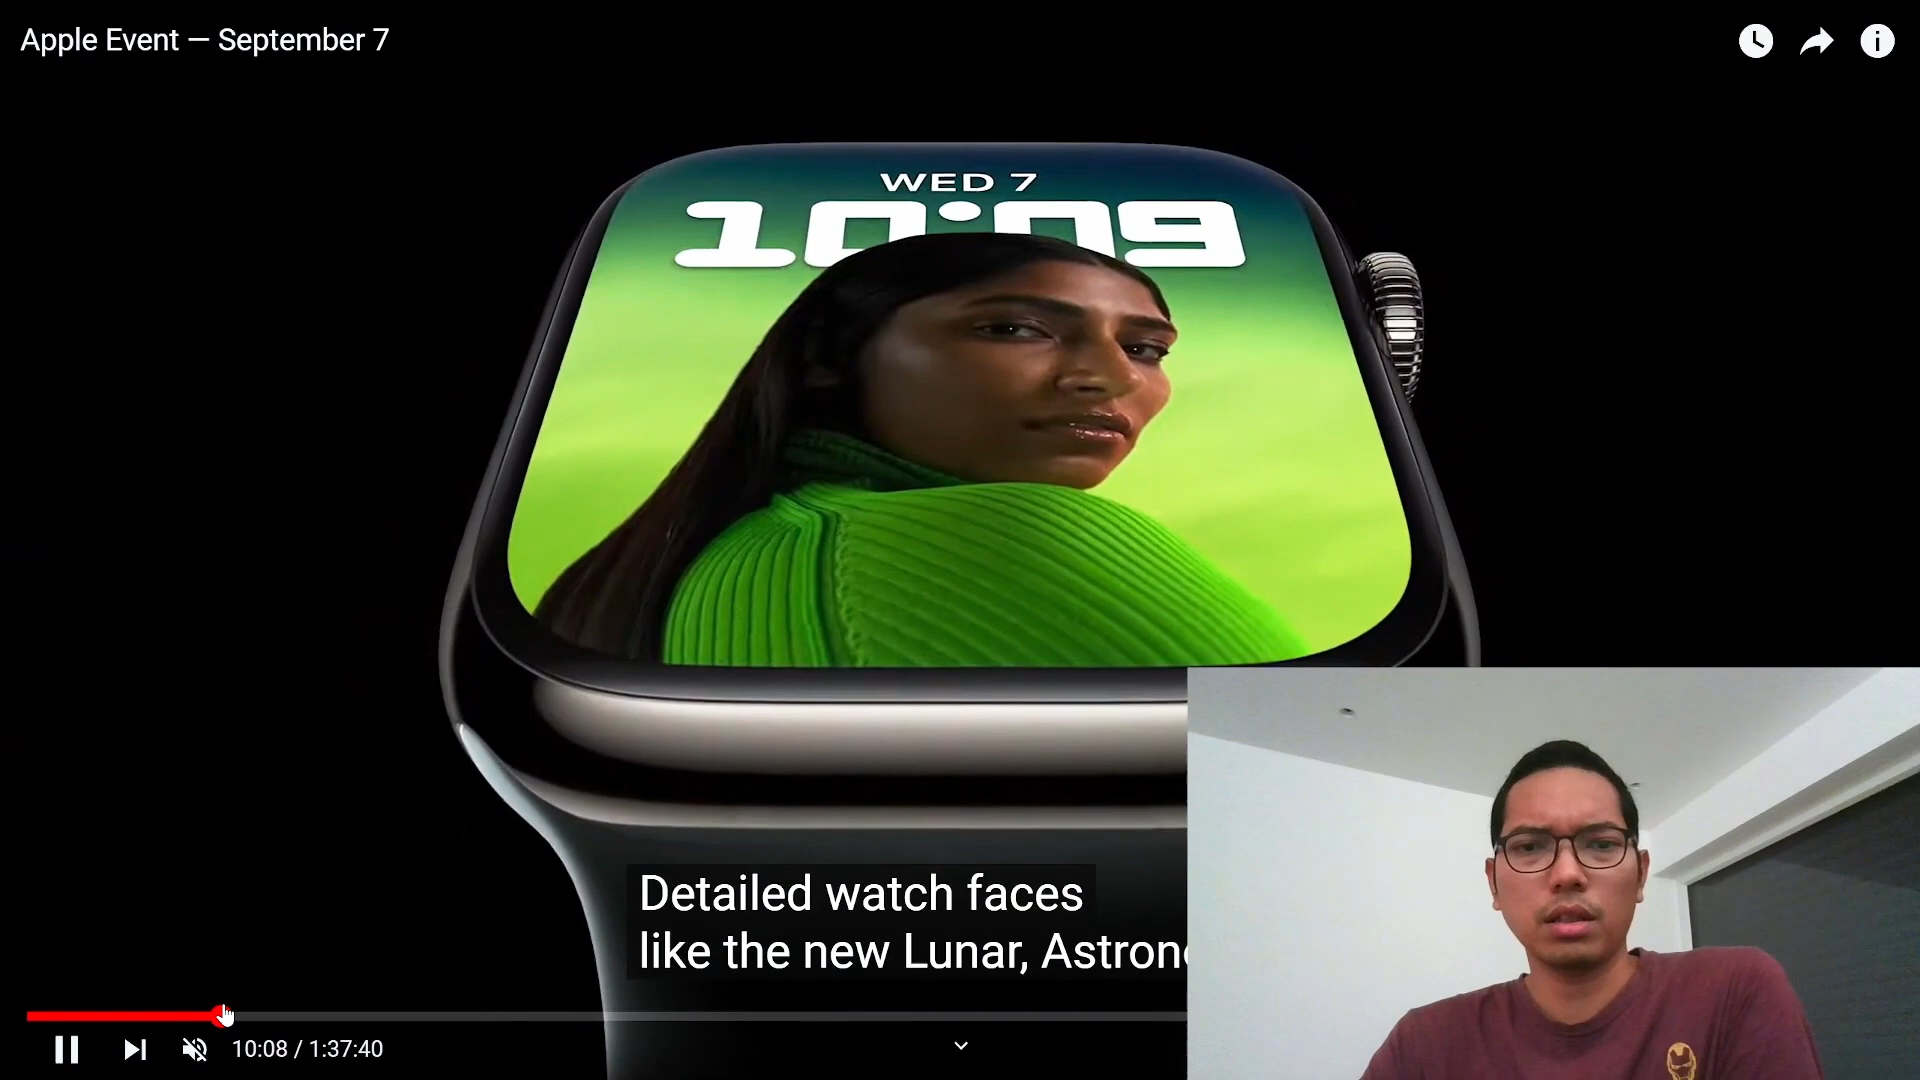 Apple Event — September 7
WED 7
10:09
Detailed watch faces
like the new Lunar,
10:08 / 1:37:40